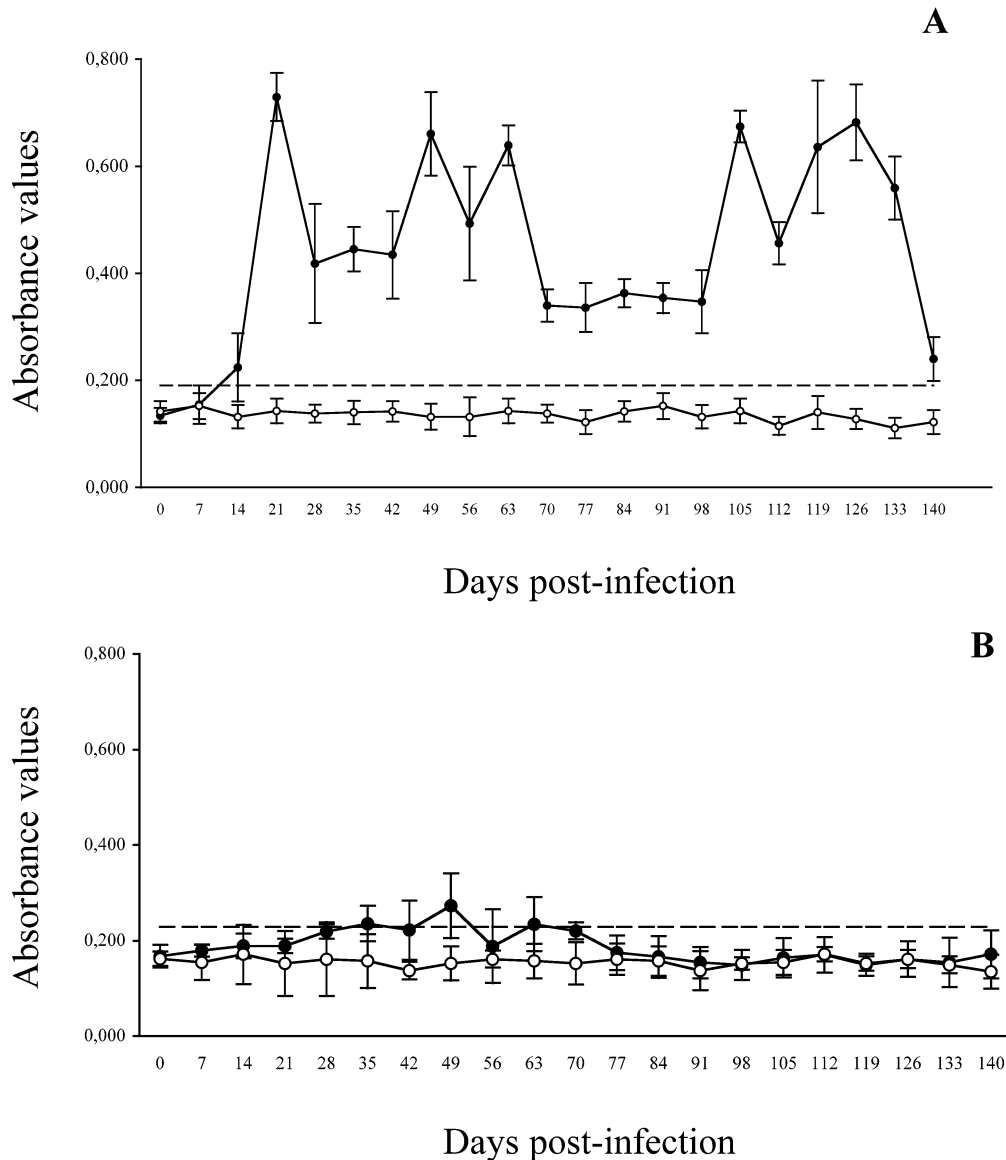 A
0,800
0,600
0,400
0,200
0,000
Absorbance values
0 7 14 21 28 35 42 49 56 63 70 77 84 91 98 105 112 119 126 133 140
Days post-infection
B
0,800
0,600
0,400
0,200
0,000
Absorbance values
0 7 14 21 28 35 42 49 56 63 70 77 84 91 98 105 112 119 126 133 140
Days post-infection